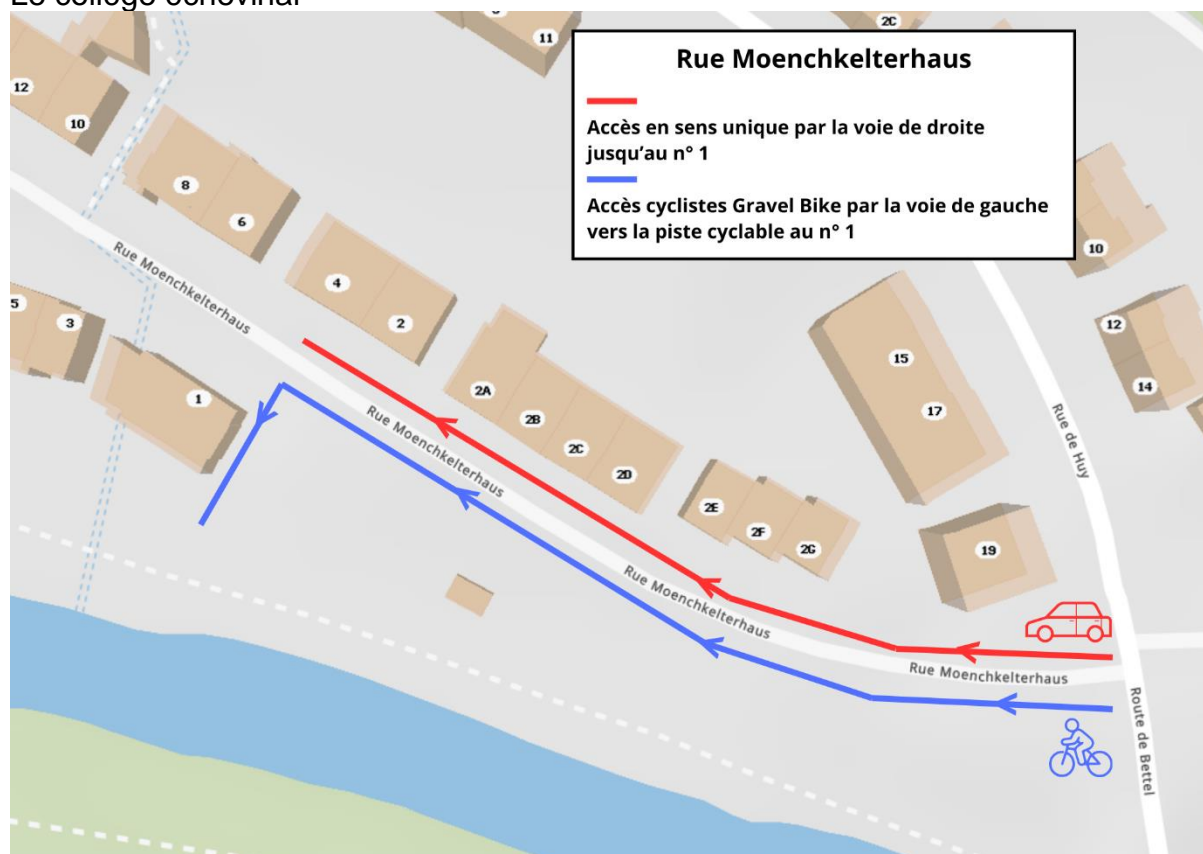 Le collège échevinal
Rue Moenchkelterhaus
Accès en sens unique par la voie de droite
jusqu'au n° 1
Accès cyclistes Gravel Bike par la voie de gauche
vers la piste cyclable au n° 1
2C
11
12
10
8
6
4
2
5
3
1
2A
2B
2C
2D
2E
2F
2G
15
17
19
10
12
14
Rue Moenchkelterhaus
Rue Moenchkelterhaus
Rue Moenchkelterhaus
Rue Moenchkelterhaus
Rue de Huy
Route de Bettel